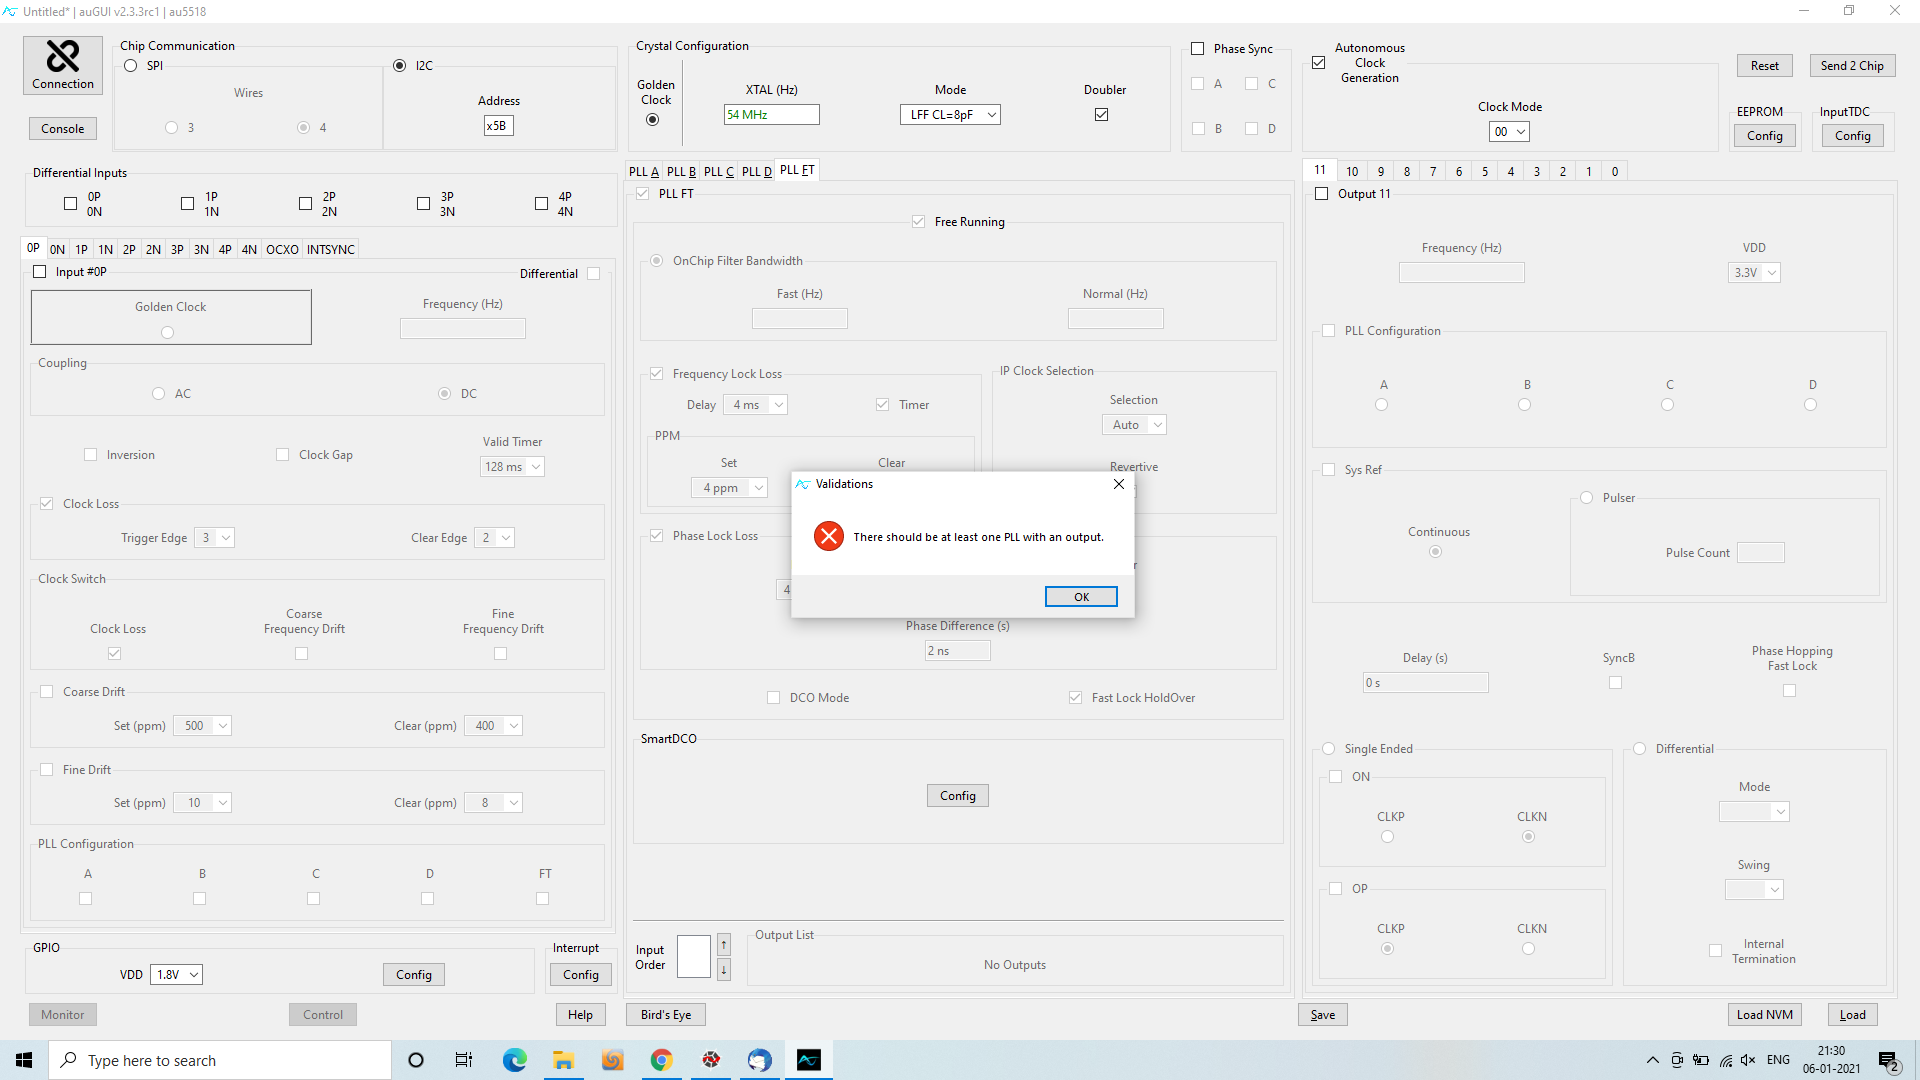 Untitled* | auGUI v2.3.3rc1 | au5518
Connection
Console
Chip Communication
SPI
Wires
3
4
I2C
Address
x5B
Crystal Configuration
Golden
Clock
XTAL (Hz)
54 MHz
Mode
LFF CL=8pF
Doubler
Phase Sync
A
C
B
D
Autonomous
Clock
Generation
Clock Mode
00
Reset
Send 2 Chip
EEPROM
Config
InputTDC
Config
Differential Inputs
0P
0N
1P
1N
2P
2N
3P
3N
4P
4N
0P 0N 1P 1N 2P 2N 3P 3N 4P 4N OCXO INTSYNC
Input #0P
Differential
Golden Clock
Frequency (Hz)
Coupling
AC
DC
Inversion
Clock Gap
Valid Timer
128 ms
Clock Loss
Trigger Edge 3
Clear Edge 2
Clock Switch
Clock Loss
Coarse
Frequency Drift
Fine
Frequency Drift
Coarse Drift
Set (ppm) 500
Clear (ppm) 400
Fine Drift
Set (ppm) 10
Clear (ppm) 8
PLL Configuration
A
B
C
D
FT
GPIO
VDD 1.8V
Config
Interrupt
Config
Monitor
Control
Help
PLL A PLL B PLL C PLL D PLL FT
PLL FT
Free Running
OnChip Filter Bandwidth
Fast (Hz)
Normal (Hz)
Frequency Lock Loss
Delay 4 ms
Timer
PPM
Set
4 ppm
Clear
IP Clock Selection
Selection
Auto
Revertive
Phase Lock Loss
4
r
Phase Difference (s)
2 ns
DCO Mode
Fast Lock HoldOver
SmartDCO
Config
Input
Order
↑
↓
Output List
No Outputs
Bird's Eye
Validations
There should be at least one PLL with an output.
OK
11 10 9 8 7 6 5 4 3 2 1 0
Output 11
Frequency (Hz)
VDD
3.3V
PLL Configuration
A
B
C
D
Sys Ref
Continuous
Pulser
Pulse Count
Delay (s)
0 s
SyncB
Phase Hopping
Fast Lock
Single Ended
ON
CLKP
CLKN
OP
CLKP
CLKN
Differential
Mode
Swing
Internal
Termination
Save
Load NVM
Load
Type here to search
ENG
21:30
06-01-2021
2